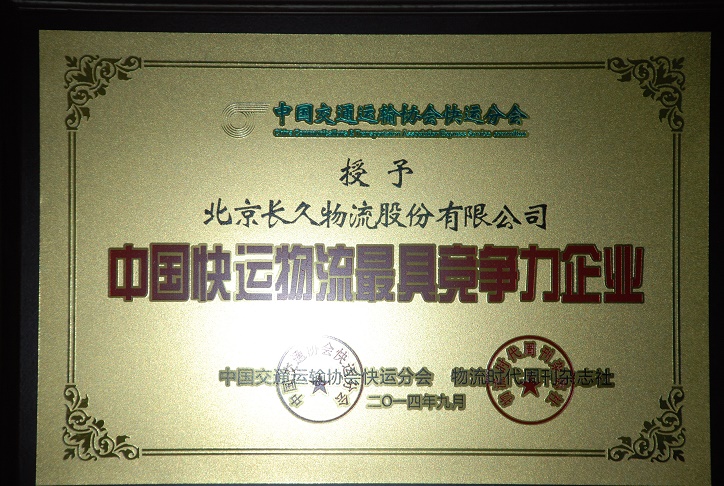 中国交通运输协会快运分会
授予
北京长久物流股份有限公司
中国快运物流最具竞争力企业
中国交通运输协会快运分会 物流时代周刊杂志社
二〇一四年九月